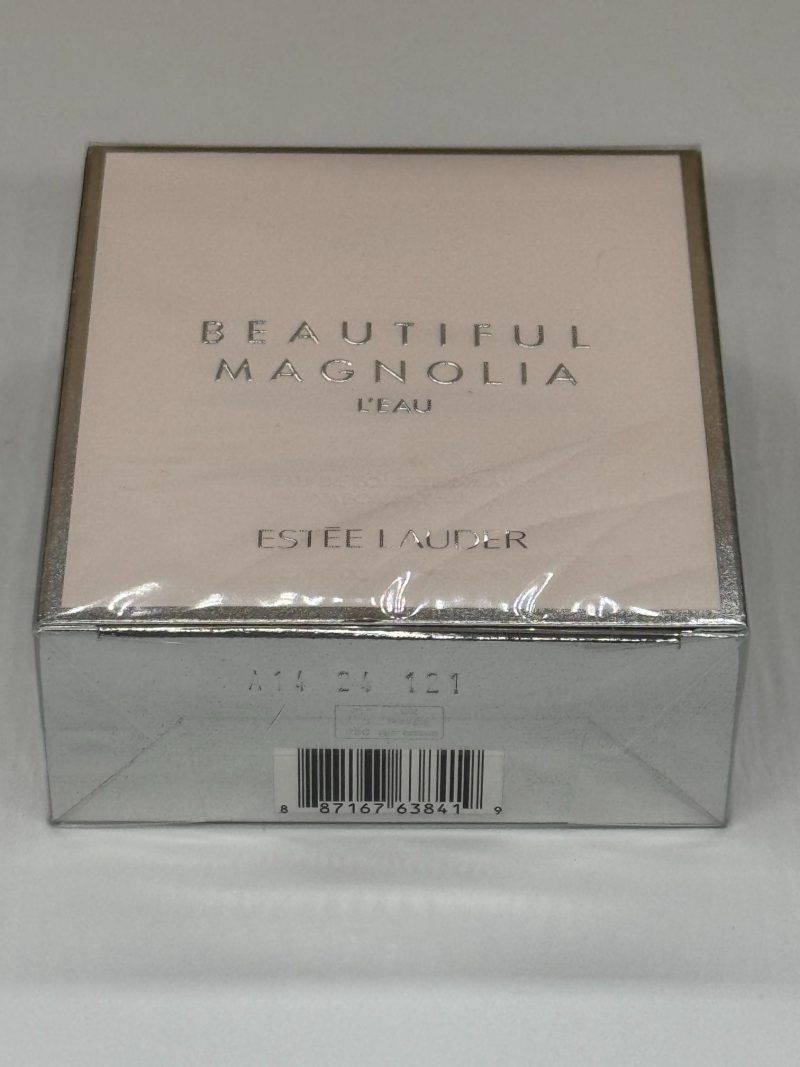 BEAUTIFUL
MAGNOLIA
L'EAU
ESTĒE LAUDER
A14 24 121
8 87167 63841 9